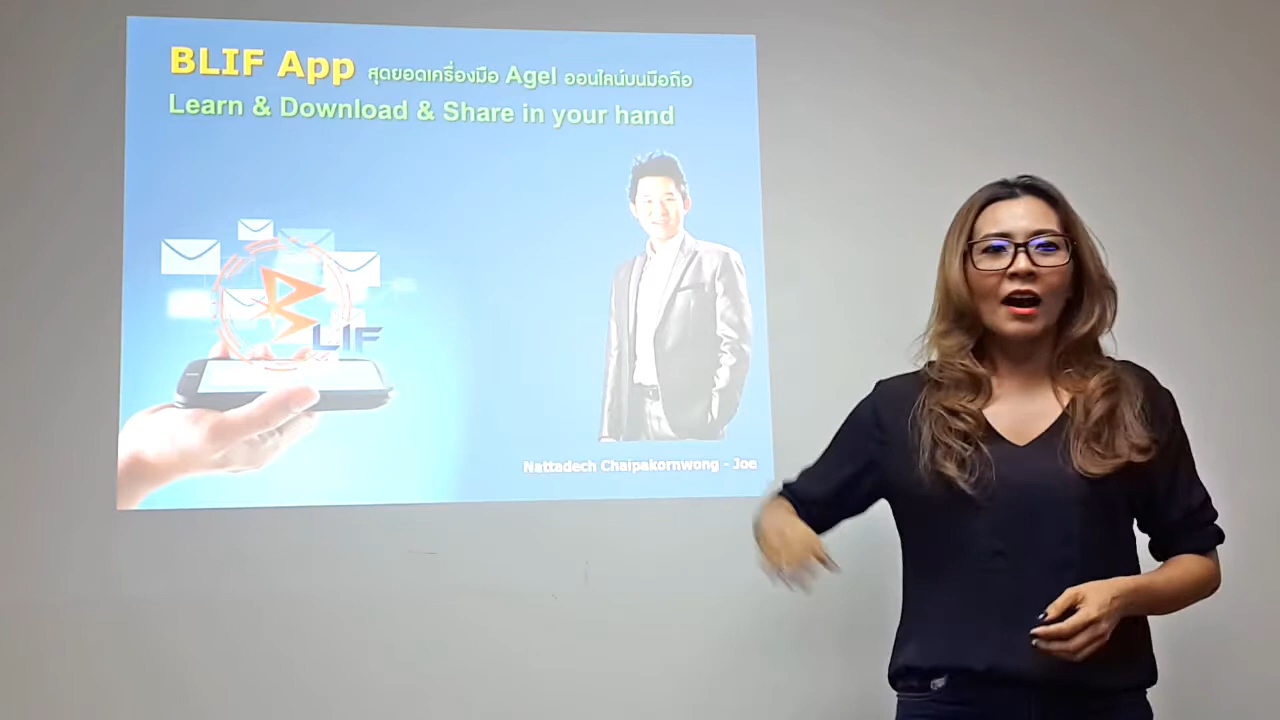 BLIF App สุดยอดเครื่องมือ Agel ออนไลน์บนมือถือ
Learn & Download & Share in your hand
BLIF
Nattadech Chaipakornwong - Joe